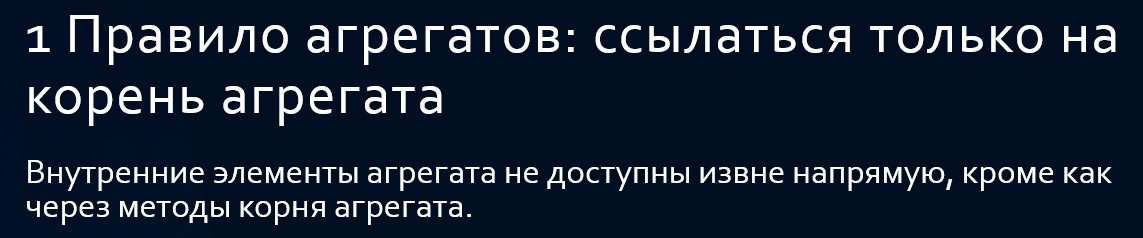 1 Правило агрегатов: ссылаться только на
корень агрегата
Внутренние элементы агрегата не доступны извне напрямую, кроме как
через методы корня агрегата.